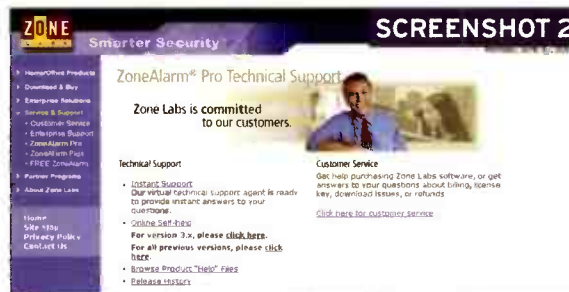 ZONE
LABS
Smarter Security
SCREENSHOT 2
Home/Office Products
Download & Buy
Enterprise Solutions
Service & Support
- Customer Service
- Enterprise Support
- ZoneAlarm Pro
- ZoneAlarm Plus
- FREE ZoneAlarm
Partner Programs
About Zone Labs
Home
Site Map
Privacy Policy
Contact Us
ZoneAlarm® Pro Technical Support
Zone Labs is committed
to our customers.
Technical Support
• Instant Support
Our virtual technical support agent is ready
to provide instant answers to your
questions.
• Online Self-help
For version 3.x, please click here.
For all previous versions, please click
here.
• Browse Product "Help" Files
• Release History
Customer Service
Get help purchasing Zone Labs software, or get
answers to your questions about billing, license
key, download issues, or refunds
Click here for customer service